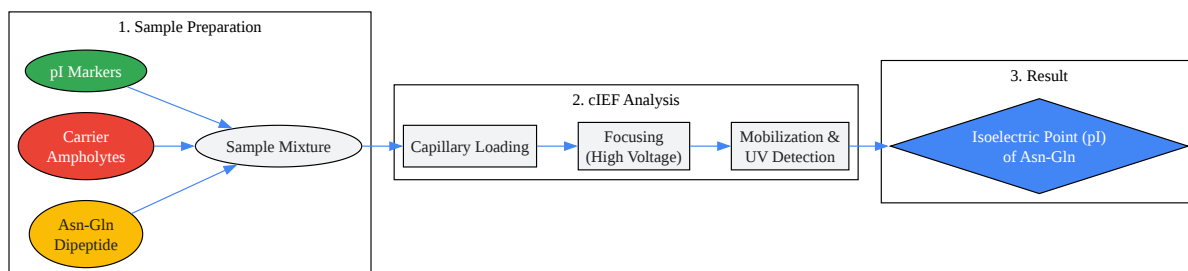 1. Sample Preparation
pI Markers
Carrier
Ampholytes
Asn-Gln
Dipeptide
Sample Mixture
2. cIEF Analysis
Capillary Loading
Focusing
(High Voltage)
Mobilization &
UV Detection
3. Result
Isoelectric Point (pI)
of Asn-Gln